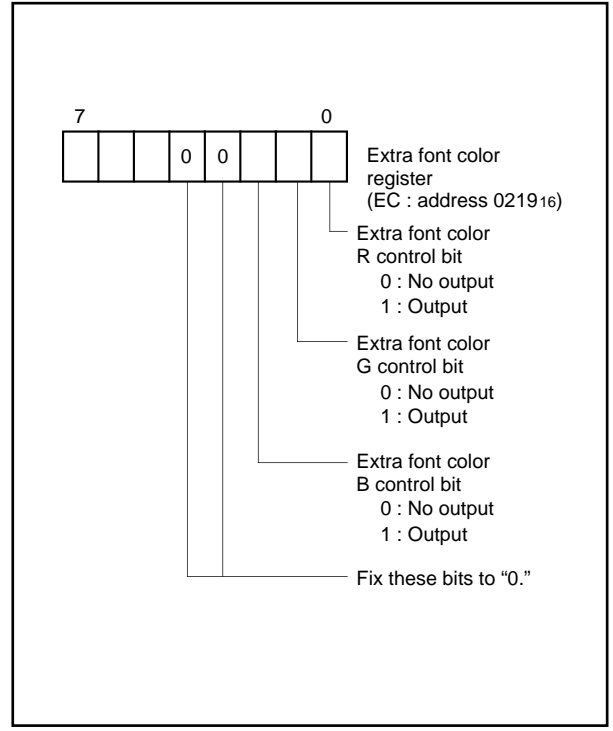 7 0
0 0
Extra font color
register
(EC : address 021916)
Extra font color
R control bit
0 : No output
1 : Output
Extra font color
G control bit
0 : No output
1 : Output
Extra font color
B control bit
0 : No output
1 : Output
Fix these bits to “0.”